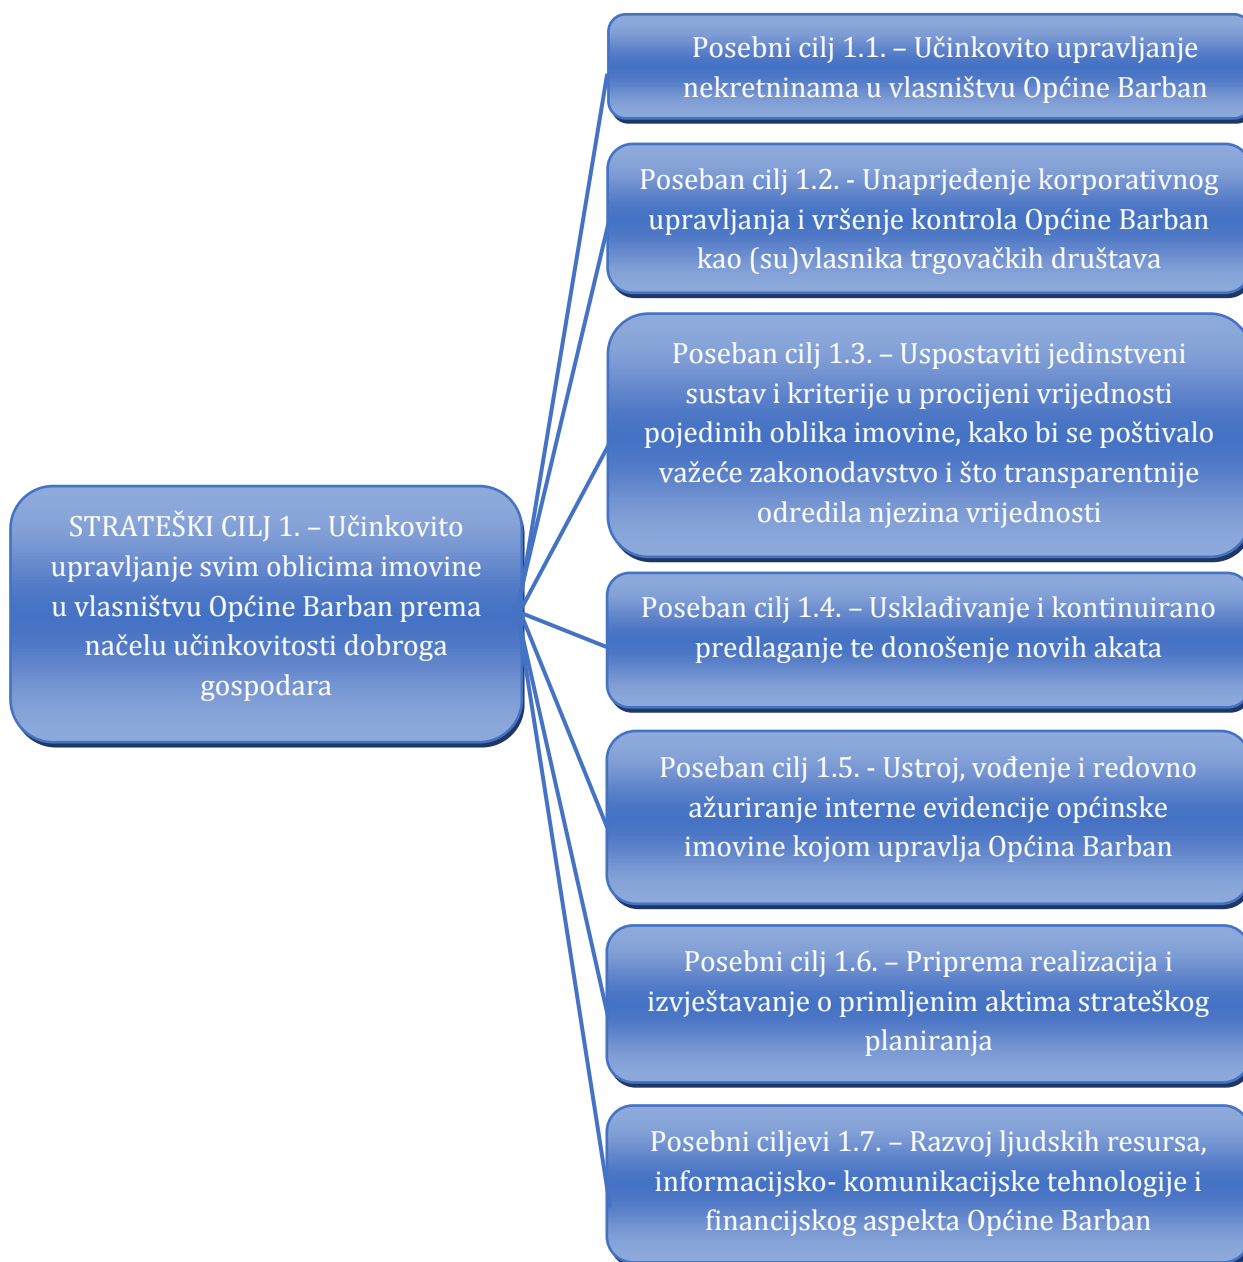 Posebni cilj 1.1. – Učinkovito upravljanje
nekretninama u vlasništvu Općine Barban
Poseban cilj 1.2. - Unaprjeđenje korporativnog
upravljanja i vršenje kontrola Općine Barban
kao (su)vlasnika trgovačkih društava
Poseban cilj 1.3. – Uspostaviti jedinstveni
sustav i kriterije u procijeni vrijednosti
pojedinih oblika imovine, kako bi se poštivalo
važeće zakonodavstvo i što transparentnije
odredila njezina vrijednosti
STRATEŠKI CILJ 1. – Učinkovito
upravljanje svim oblicima imovine
u vlasništvu Općine Barban prema
načelu učinkovitosti dobroga
gospodara
Poseban cilj 1.4. – Usklađivanje i kontinuirano
predlaganje te donošenje novih akata
Poseban cilj 1.5. - Ustroj, vođenje i redovno
ažuriranje interne evidencije općinske
imovine kojom upravlja Općina Barban
Posebni cilj 1.6. – Priprema realizacija i
izvještavanje o primljenim aktima strateškog
planiranja
Posebni ciljevi 1.7. – Razvoj ljudskih resursa,
informacijsko- komunikacijske tehnologije i
financijskog aspekta Općine Barban